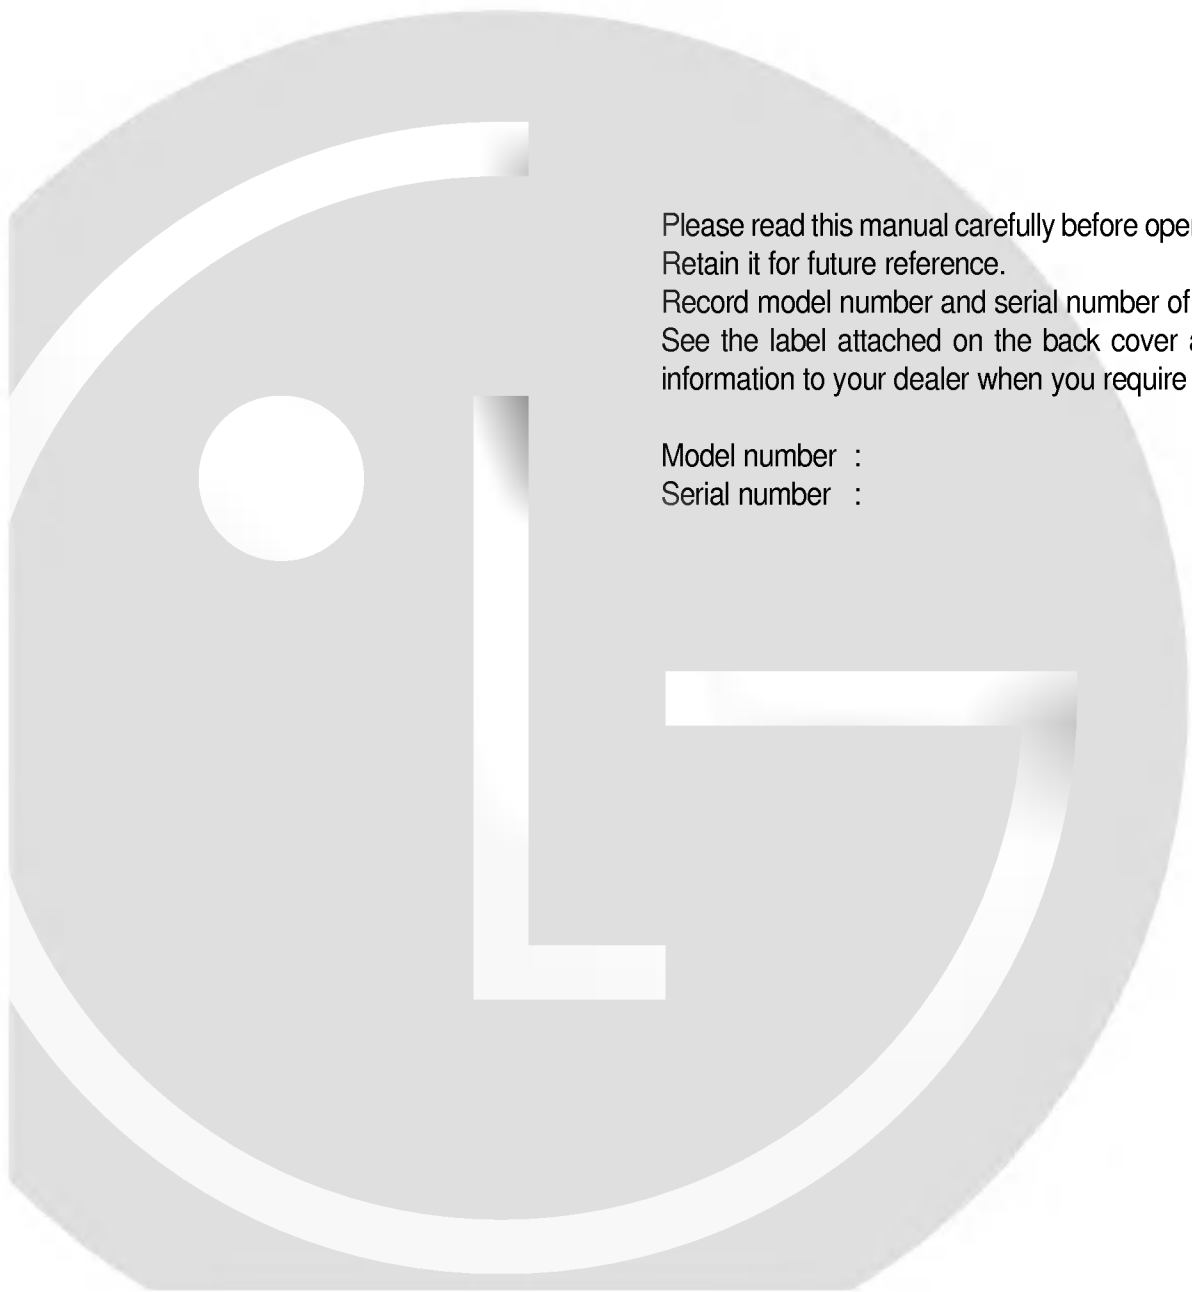 Please read this manual carefully before oper
Retain it for future reference.
Record model number and serial number of
See the label attached on the back cover a
information to your dealer when you require
Model number :
Serial number :